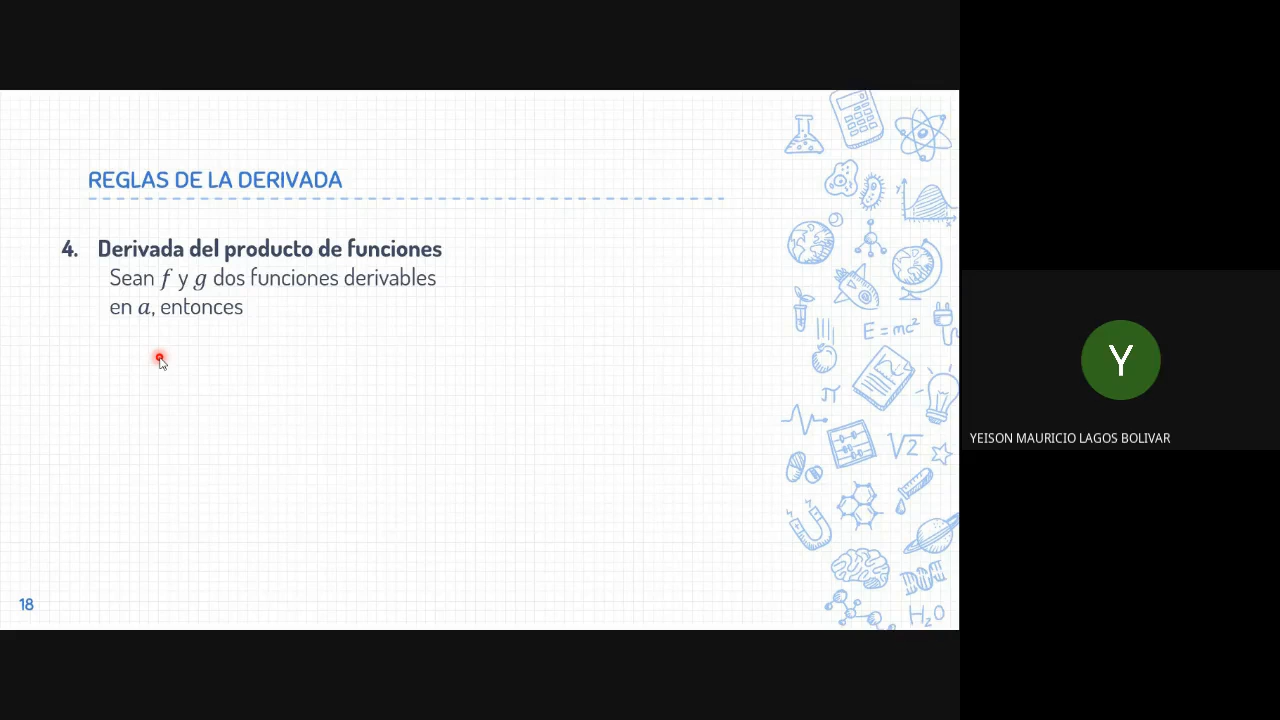 REGLAS DE LA DERIVADA
4. Derivada del producto de funciones
Sean f y g dos funciones derivables
en a, entonces
18
E = mc²
π
√2
H₂O
Y
X
Y
YEISON MAURICIO LAGOS BOLIVAR